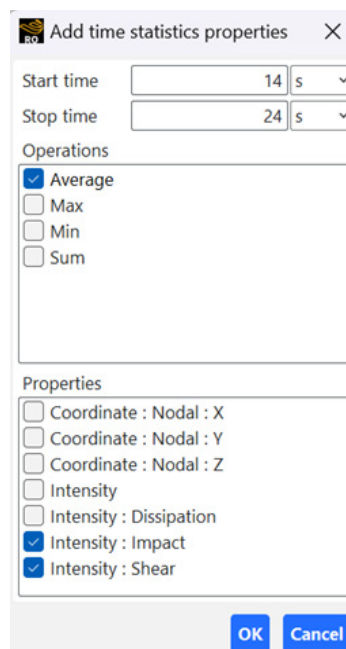 RO
Add time statistics properties
Start time 14 s
Stop time 24 s
Operations
Average
Max
Min
Sum
Properties
Coordinate : Nodal : X
Coordinate : Nodal : Y
Coordinate : Nodal : Z
Intensity
Intensity : Dissipation
Intensity : Impact
Intensity : Shear
OK Cancel